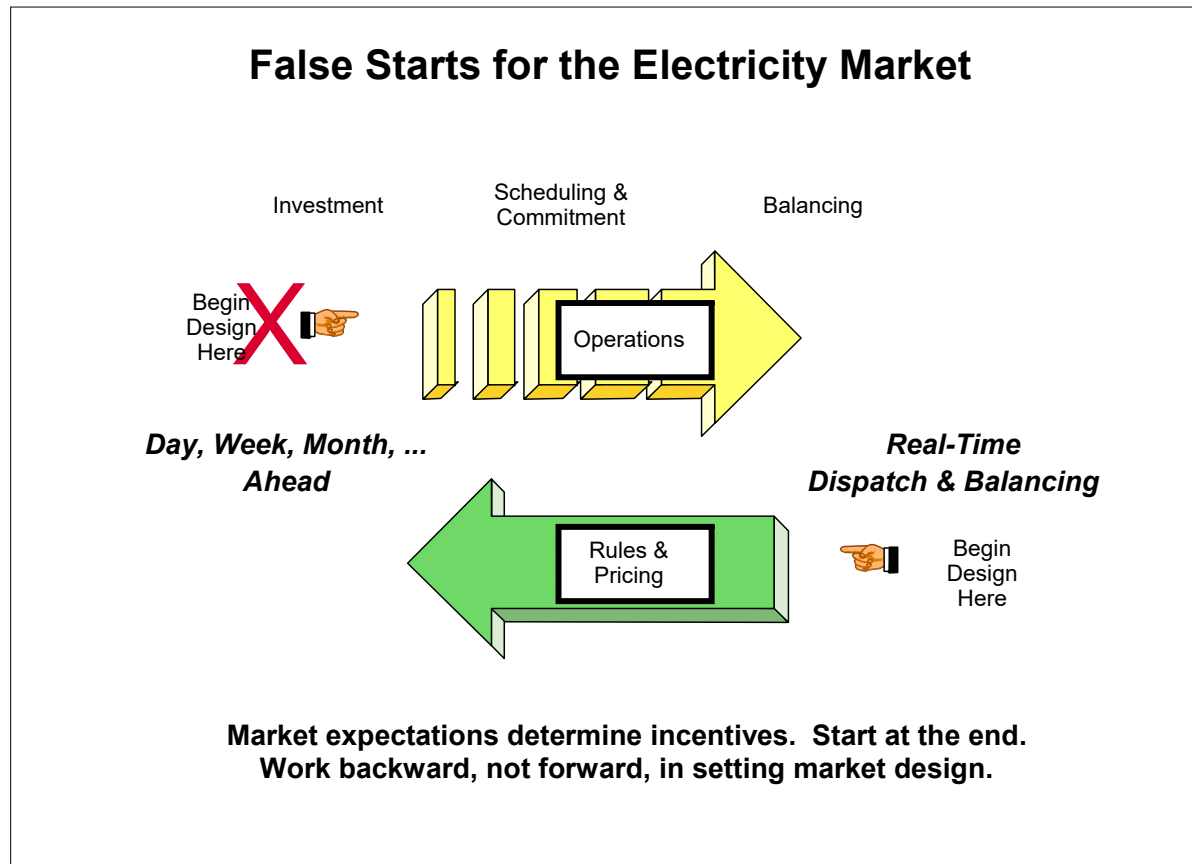 False Starts for the Electricity Market
Investment
Scheduling &
Commitment
Balancing
Begin
Design
Here
Operations
Day, Week, Month, ...
Ahead
Real-Time
Dispatch & Balancing
Rules &
Pricing
Begin
Design
Here
Market expectations determine incentives.  Start at the end.
Work backward, not forward, in setting market design.